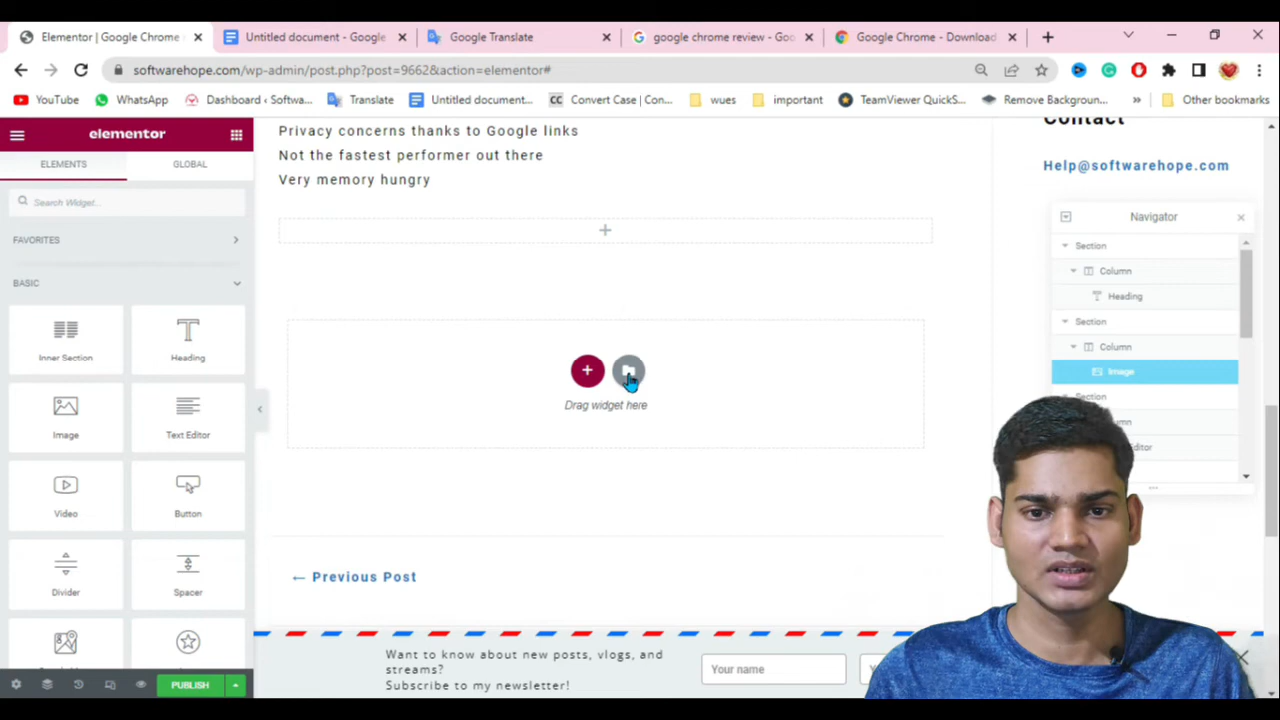 Elementor | Google Chrome
Untitled document - Google
Google Translate
google chrome review - Goo
Google Chrome - Download
softwarehope.com/wp-admin/post.php?post=9662&action=elementor#
YouTube
WhatsApp
Dashboard ‹ Softwa...
Translate
Untitled document...
CC
Convert Case | Con...
wues
important
TeamViewer QuickS...
Remove Backgroun...
»
Other bookmarks
elementor
ELEMENTS
GLOBAL
Search Widget...
FAVORITES
BASIC
Inner Section
Heading
Image
Text Editor
Video
Button
Divider
Spacer
PUBLISH
Privacy concerns thanks to Google links
Not the fastest performer out there
Very memory hungry
Drag widget here
← Previous Post
Want to know about new posts, vlogs, and
streams?
Subscribe to my newsletter!
Your name
Contact
Help@softwarehope.com
Navigator
Section
Column
Heading
Section
Column
Image
Section